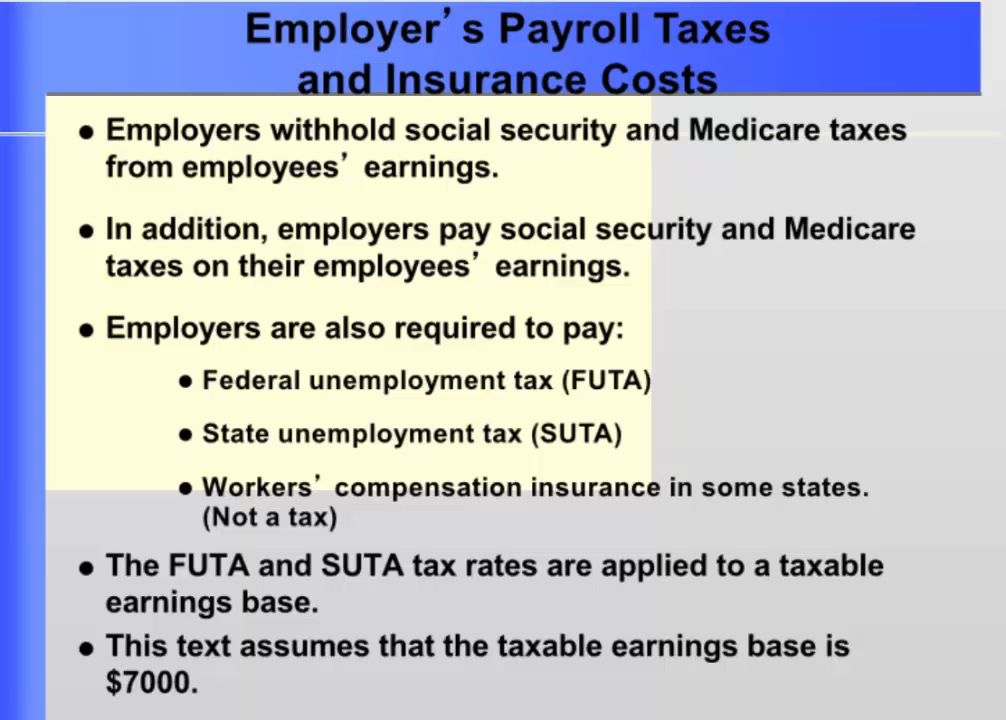 Employer’s Payroll Taxes
and Insurance Costs
• Employers withhold social security and Medicare taxes
from employees’ earnings.
• In addition, employers pay social security and Medicare
taxes on their employees’ earnings.
• Employers are also required to pay:
• Federal unemployment tax (FUTA)
• State unemployment tax (SUTA)
• Workers’ compensation insurance in some states.
(Not a tax)
• The FUTA and SUTA tax rates are applied to a taxable
earnings base.
• This text assumes that the taxable earnings base is
$7000.